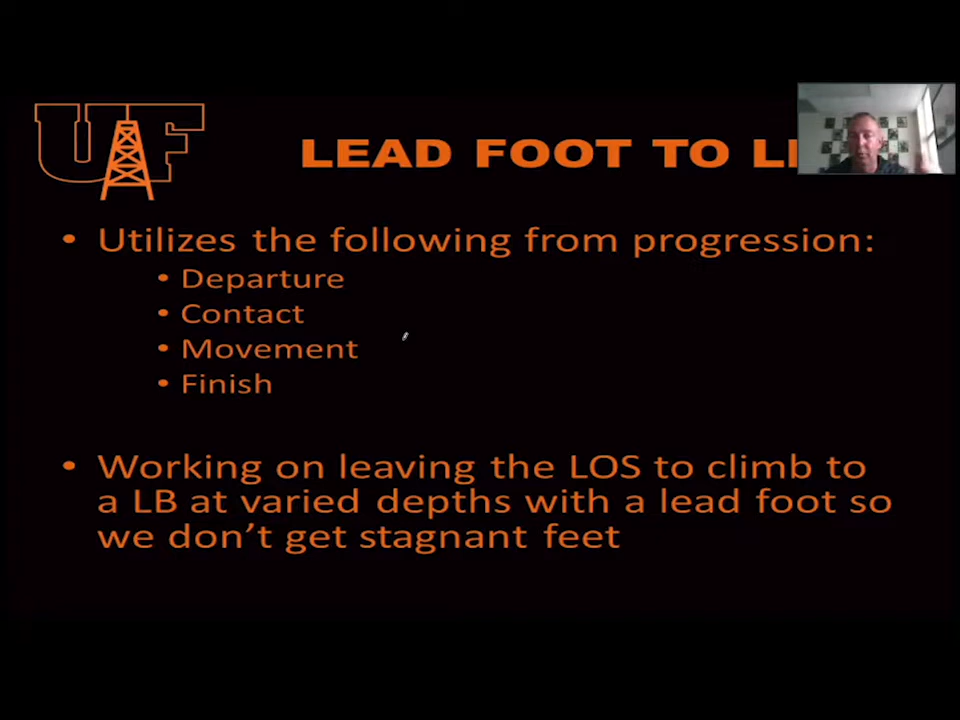 UF
LEAD FOOT TO
• Utilizes the following from progression:
• Departure
• Contact
• Movement
• Finish
• Working on leaving the LOS to climb to
a LB at varied depths with a lead foot so
we don't get stagnant feet